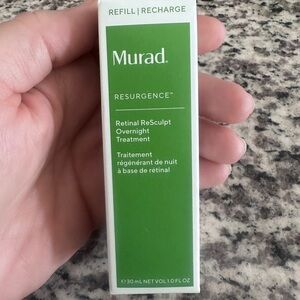 REFILL | RECHARGE
Murad.
RESURGENCE™
Retinal ReSculpt
Overnight
Treatment
Traitement
régénérant de nuit
à base de rétinal
℮ 30 mL NET VOL 1.0 FL OZ